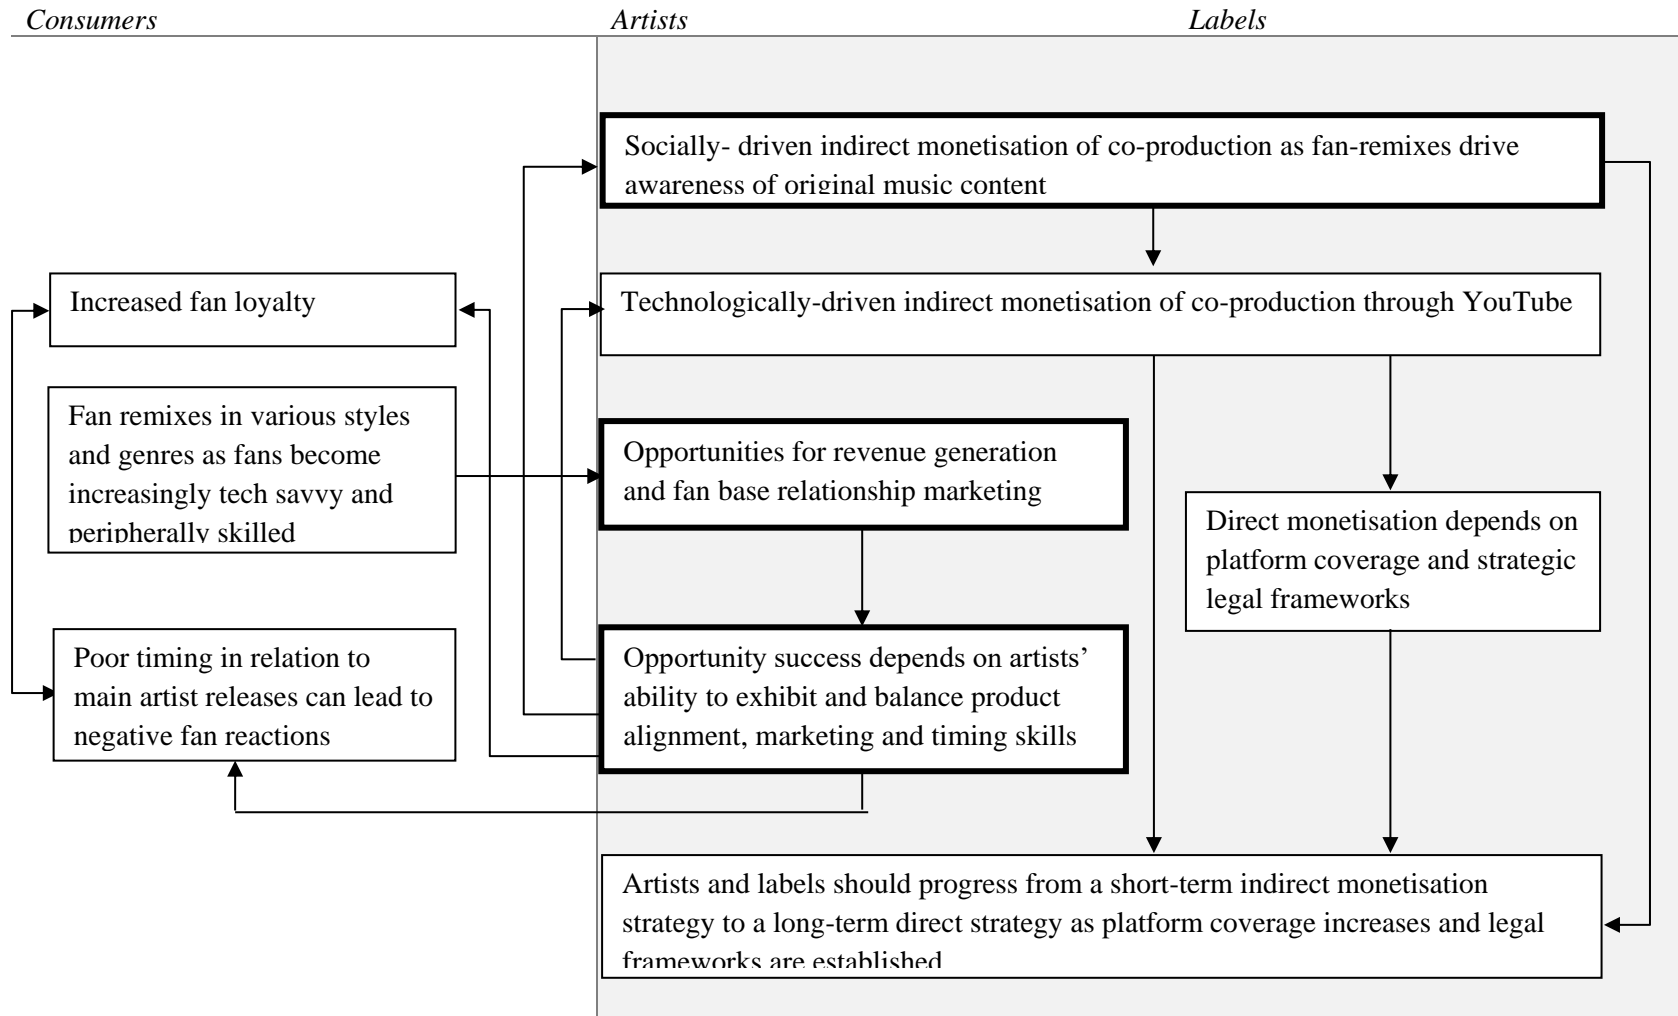 Consumers
Artists
Labels
Socially- driven indirect monetisation of co-production as fan-remixes drive
awareness of original music content
Increased fan loyalty
Technologically-driven indirect monetisation of co-production through YouTube
Fan remixes in various styles
and genres as fans become
increasingly tech savvy and
peripherally skilled
Opportunities for revenue generation
and fan base relationship marketing
Direct monetisation depends on
platform coverage and strategic
legal frameworks
Poor timing in relation to
main artist releases can lead to
negative fan reactions
Opportunity success depends on artists’
ability to exhibit and balance product
alignment, marketing and timing skills
Artists and labels should progress from a short-term indirect monetisation
strategy to a long-term direct strategy as platform coverage increases and legal
frameworks are established